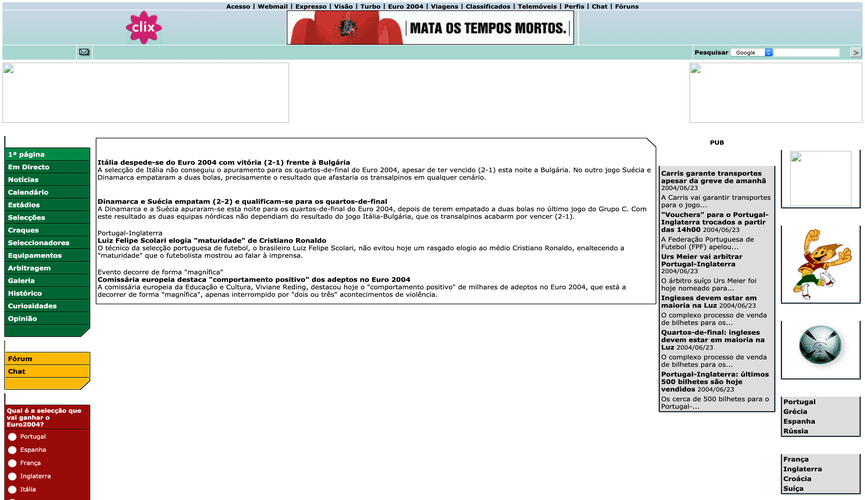 Acesso | Webmail | Expresso | Visão | Turbo | Euro 2004 | Viagens | Classificados | Telemóveis | Perfis | Chat | Fóruns
clix
MATA OS TEMPOS MORTOS.
Pesquisar Google >
PUB
1ª página
Em Directo
Notícias
Calendário
Estádios
Selecções
Craques
Seleccionadores
Equipamentos
Arbitragem
Galeria
Histórico
Curiosidades
Opinião
Fórum
Chat
Qual é a selecção que
vai ganhar o
Euro2004?
Portugal
Espanha
França
Inglaterra
Itália
Itália despede-se do Euro 2004 com vitória (2-1) frente à Bulgária
A selecção de Itália não conseguiu o apuramento para os quartos-de-final do Euro 2004, apesar de ter vencido (2-1) esta noite a Bulgária. No outro jogo Suécia e
Dinamarca empataram a duas bolas, precisamente o resultado que afastaria os transalpinos em qualquer cenário.
Dinamarca e Suécia empatam (2-2) e qualificam-se para os quartos-de-final
A Dinamarca e a Suécia apuraram-se esta noite para os quartos-de-final do Euro 2004, depois de terem empatado a duas bolas no último jogo do Grupo C. Com
este resultado as duas equipas nórdicas não dependiam do resultado do jogo Itália-Bulgária, que os transalpinos acabarm por vencer (2-1).
Portugal-Inglaterra
Luiz Felipe Scolari elogia "maturidade" de Cristiano Ronaldo
O técnico da selecção portuguesa de futebol, o brasileiro Luiz Felipe Scolari, não evitou hoje um rasgado elogio ao médio Cristiano Ronaldo, enaltecendo a
"maturidade" que o futebolista mostrou ao falar à imprensa.
Evento decorre de forma "magnífica"
Comissária europeia destaca "comportamento positivo" dos adeptos no Euro 2004
A comissária europeia da Educação e Cultura, Viviane Reding, destacou hoje o "comportamento positivo" de milhares de adeptos no Euro 2004, que está a
decorrer de forma "magnífica", apenas interrompido por "dois ou três" acontecimentos de violência.
Carris garante transportes
apesar da greve de amanhã
2004/06/23
A Carris vai garantir transportes
para o jogo...
"Vouchers" para o Portugal-
Inglaterra trocados a partir
das 14h00 2004/06/23
A Federação Portuguesa de
Futebol (FPF) apelou...
Urs Meier vai arbitrar
Portugal-Inglaterra
2004/06/23
O árbitro suíço Urs Meier foi
hoje nomeado para...
Ingleses devem estar em
maioria na Luz 2004/06/23
O complexo processo de venda
de bilhetes para os...
Quartos-de-final: ingleses
devem estar em maioria na
Luz 2004/06/23
O complexo processo de venda
de bilhetes para os...
Portugal-Inglaterra: últimos
500 bilhetes são hoje
vendidos 2004/06/23
Os cerca de 500 bilhetes para o
Portugal-...
Portugal
Grécia
Espanha
Rússia
França
Inglaterra
Croácia
Suíça